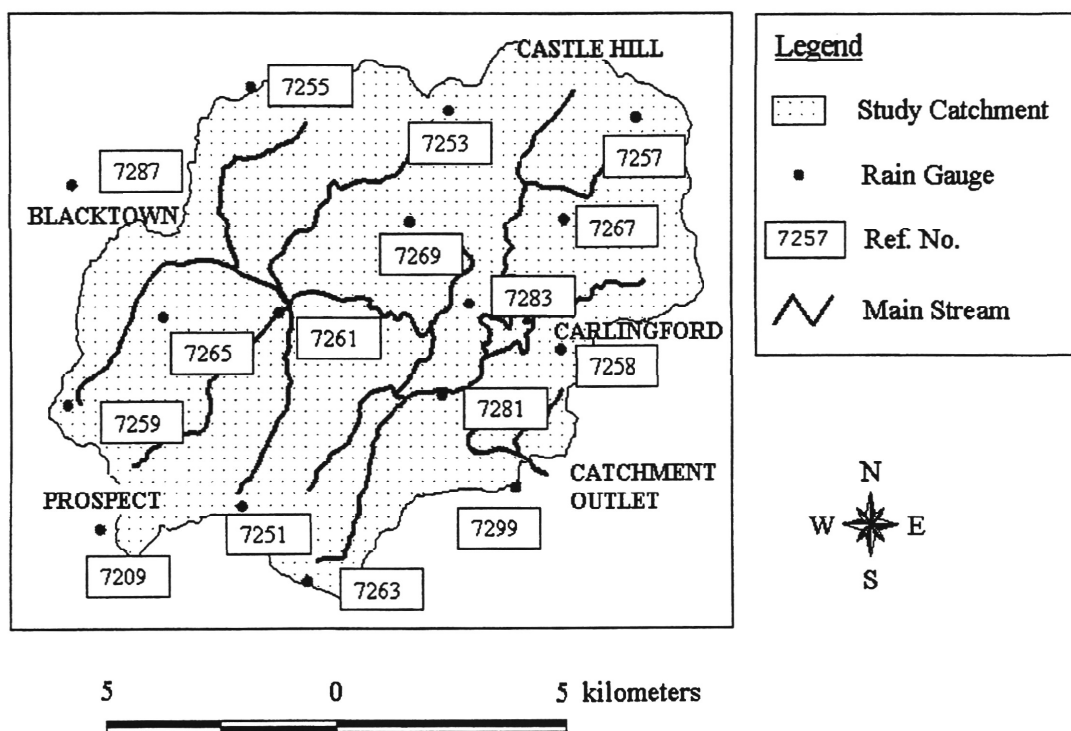 CASTLE HILL
7255
7253
7257
7287
BLACKTOWN
7267
7269
7283
7261
CARLINGFORD
7265
7258
7259
7281
PROSPECT
CATCHMENT
OUTLET
7251
7299
7209
7263
Legend
Study Catchment
Rain Gauge
7257 Ref. No.
Main Stream
N
W E
S
5 0 5 kilometers